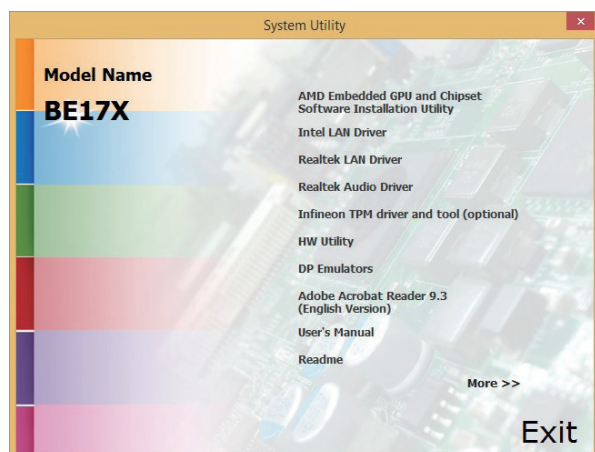 System Utility
Model Name
BE17X
AMD Embedded GPU and Chipset
Software Installation Utility
Intel LAN Driver
Realtek LAN Driver
Realtek Audio Driver
Infineon TPM driver and tool (optional)
HW Utility
DP Emulators
Adobe Acrobat Reader 9.3
(English Version)
User's Manual
Readme
More >>
Exit